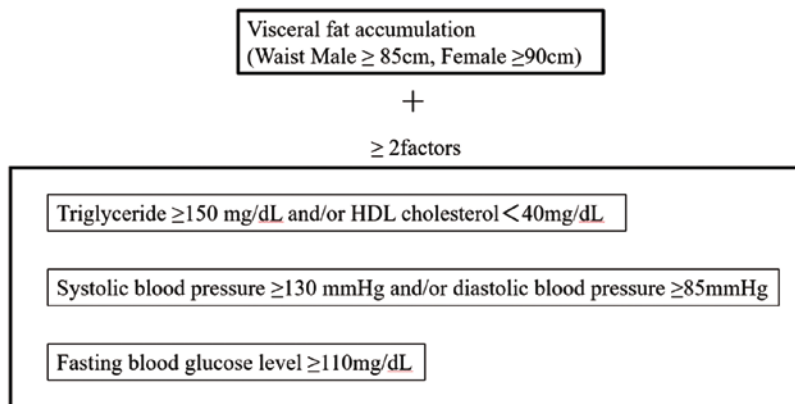 Visceral fat accumulation
(Waist Male ≥ 85cm, Female ≥90cm)
+
≥ 2factors
Triglyceride ≥150 mg/dL and/or HDL cholesterol＜40mg/dL
Systolic blood pressure ≥130 mmHg and/or diastolic blood pressure ≥85mmHg
Fasting blood glucose level ≥110mg/dL